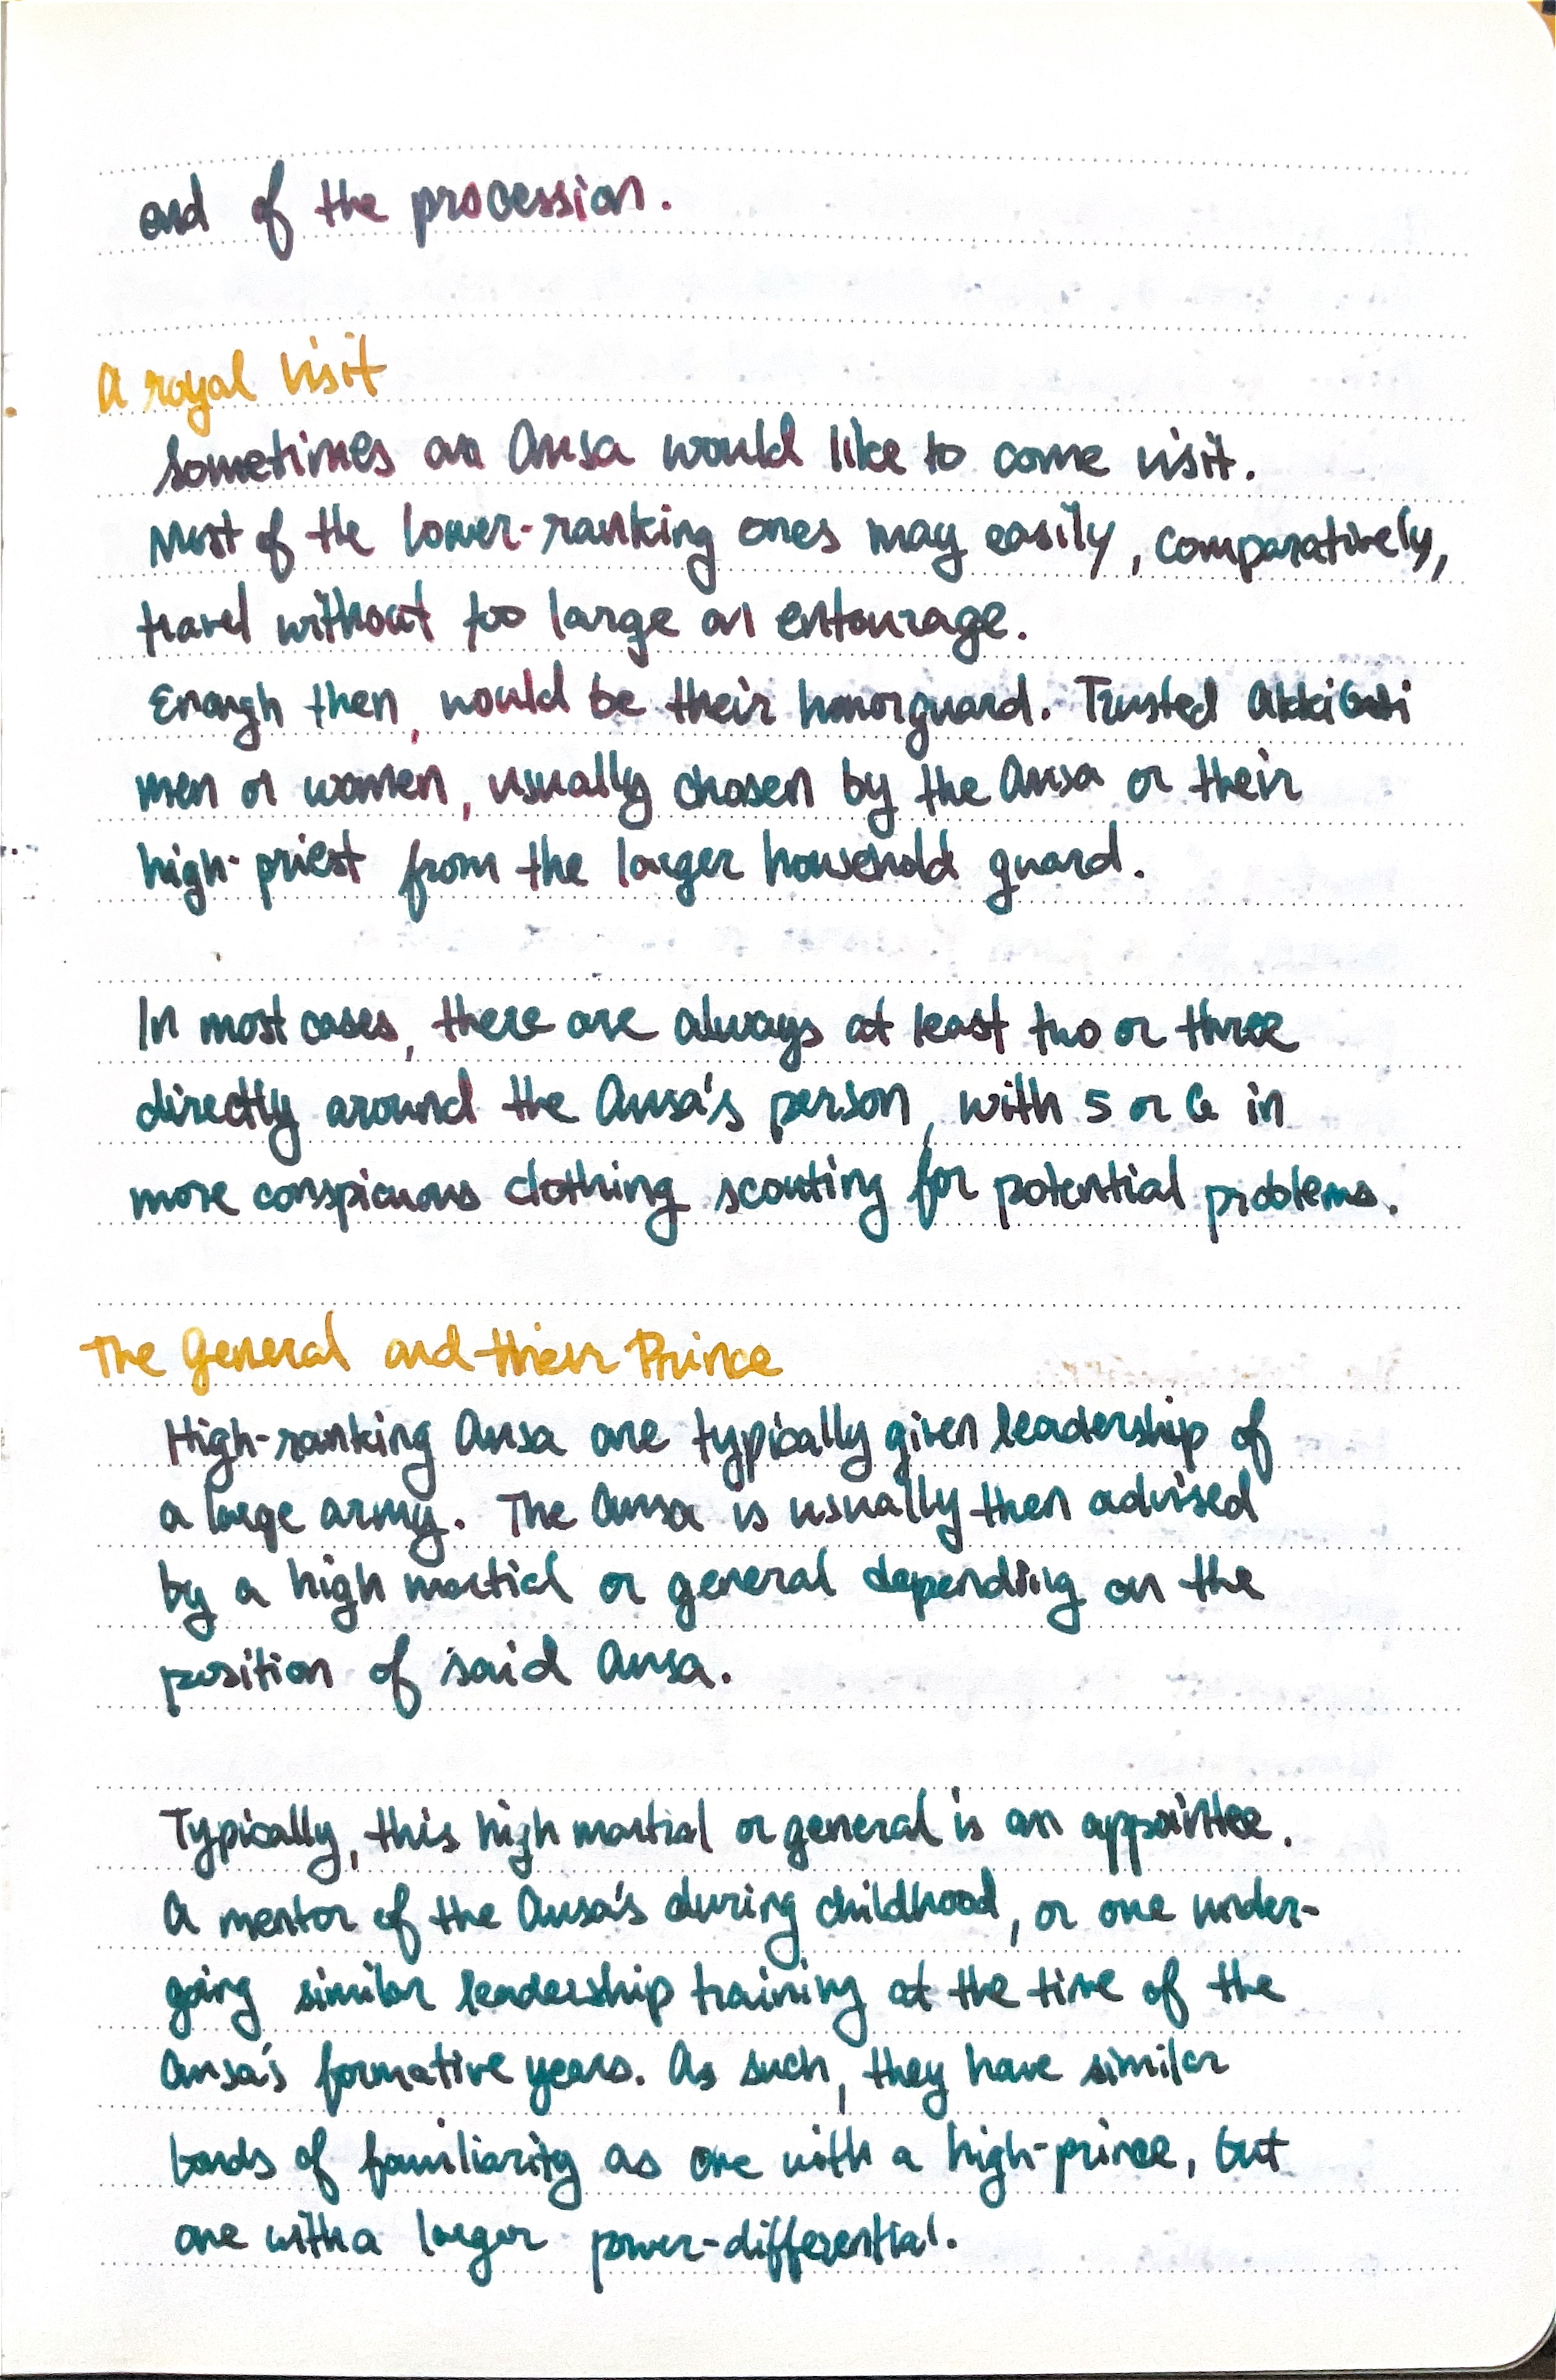 end of the procession.
A royal visit
Sometimes an Ansa would like to come visit.
Most of the lower-ranking ones may easily, comparatively,
travel without too large an entourage.
Enough then, would be their honorguard. Trusted
men or women, usually chosen by the Ansa or their
high-priest from the larger household guard.
In most cases, there are always at least two or three
directly around the Ansa's person, with 5 or 6 in
more conspicuous clothing scouting for potential problems.
The General and their Prince
High-ranking Ansa are typically given leadership of
a large army. The Ansa is usually then advised
by a high martial or general depending on the
position of said Ansa.
Typically, this high martial or general is an appointee.
A mentor of the Ansa's during childhood, or one under-
going similar leadership training at the time of the
Ansa's formative years. As such, they have similar
bonds of familiarity as one with a high-prince, but
one with a larger power-differential.